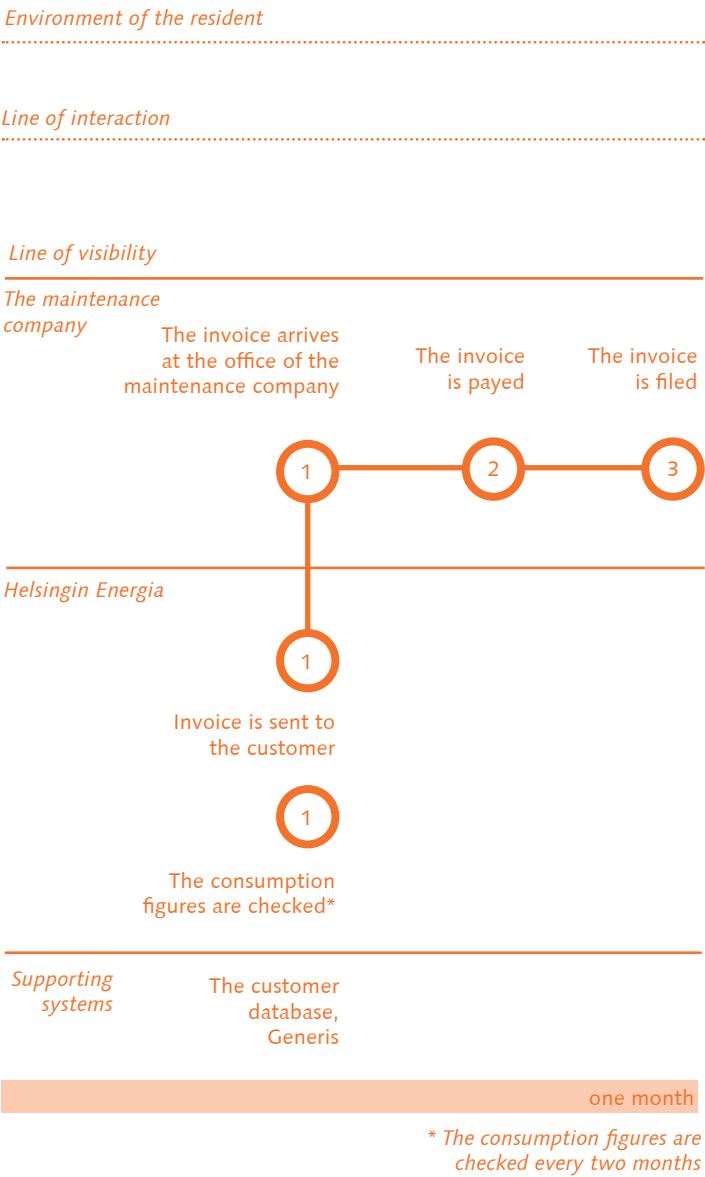 Environment of the resident
Line of interaction
Line of visibility
The maintenance
company
The invoice arrives
at the office of the
maintenance company
The invoice
is payed
The invoice
is filed
1
2
3
Helsingin Energia
1
Invoice is sent to
the customer
1
The consumption
figures are checked*
Supporting
systems
The customer
database,
Generis
one month
* The consumption figures are
checked every two months